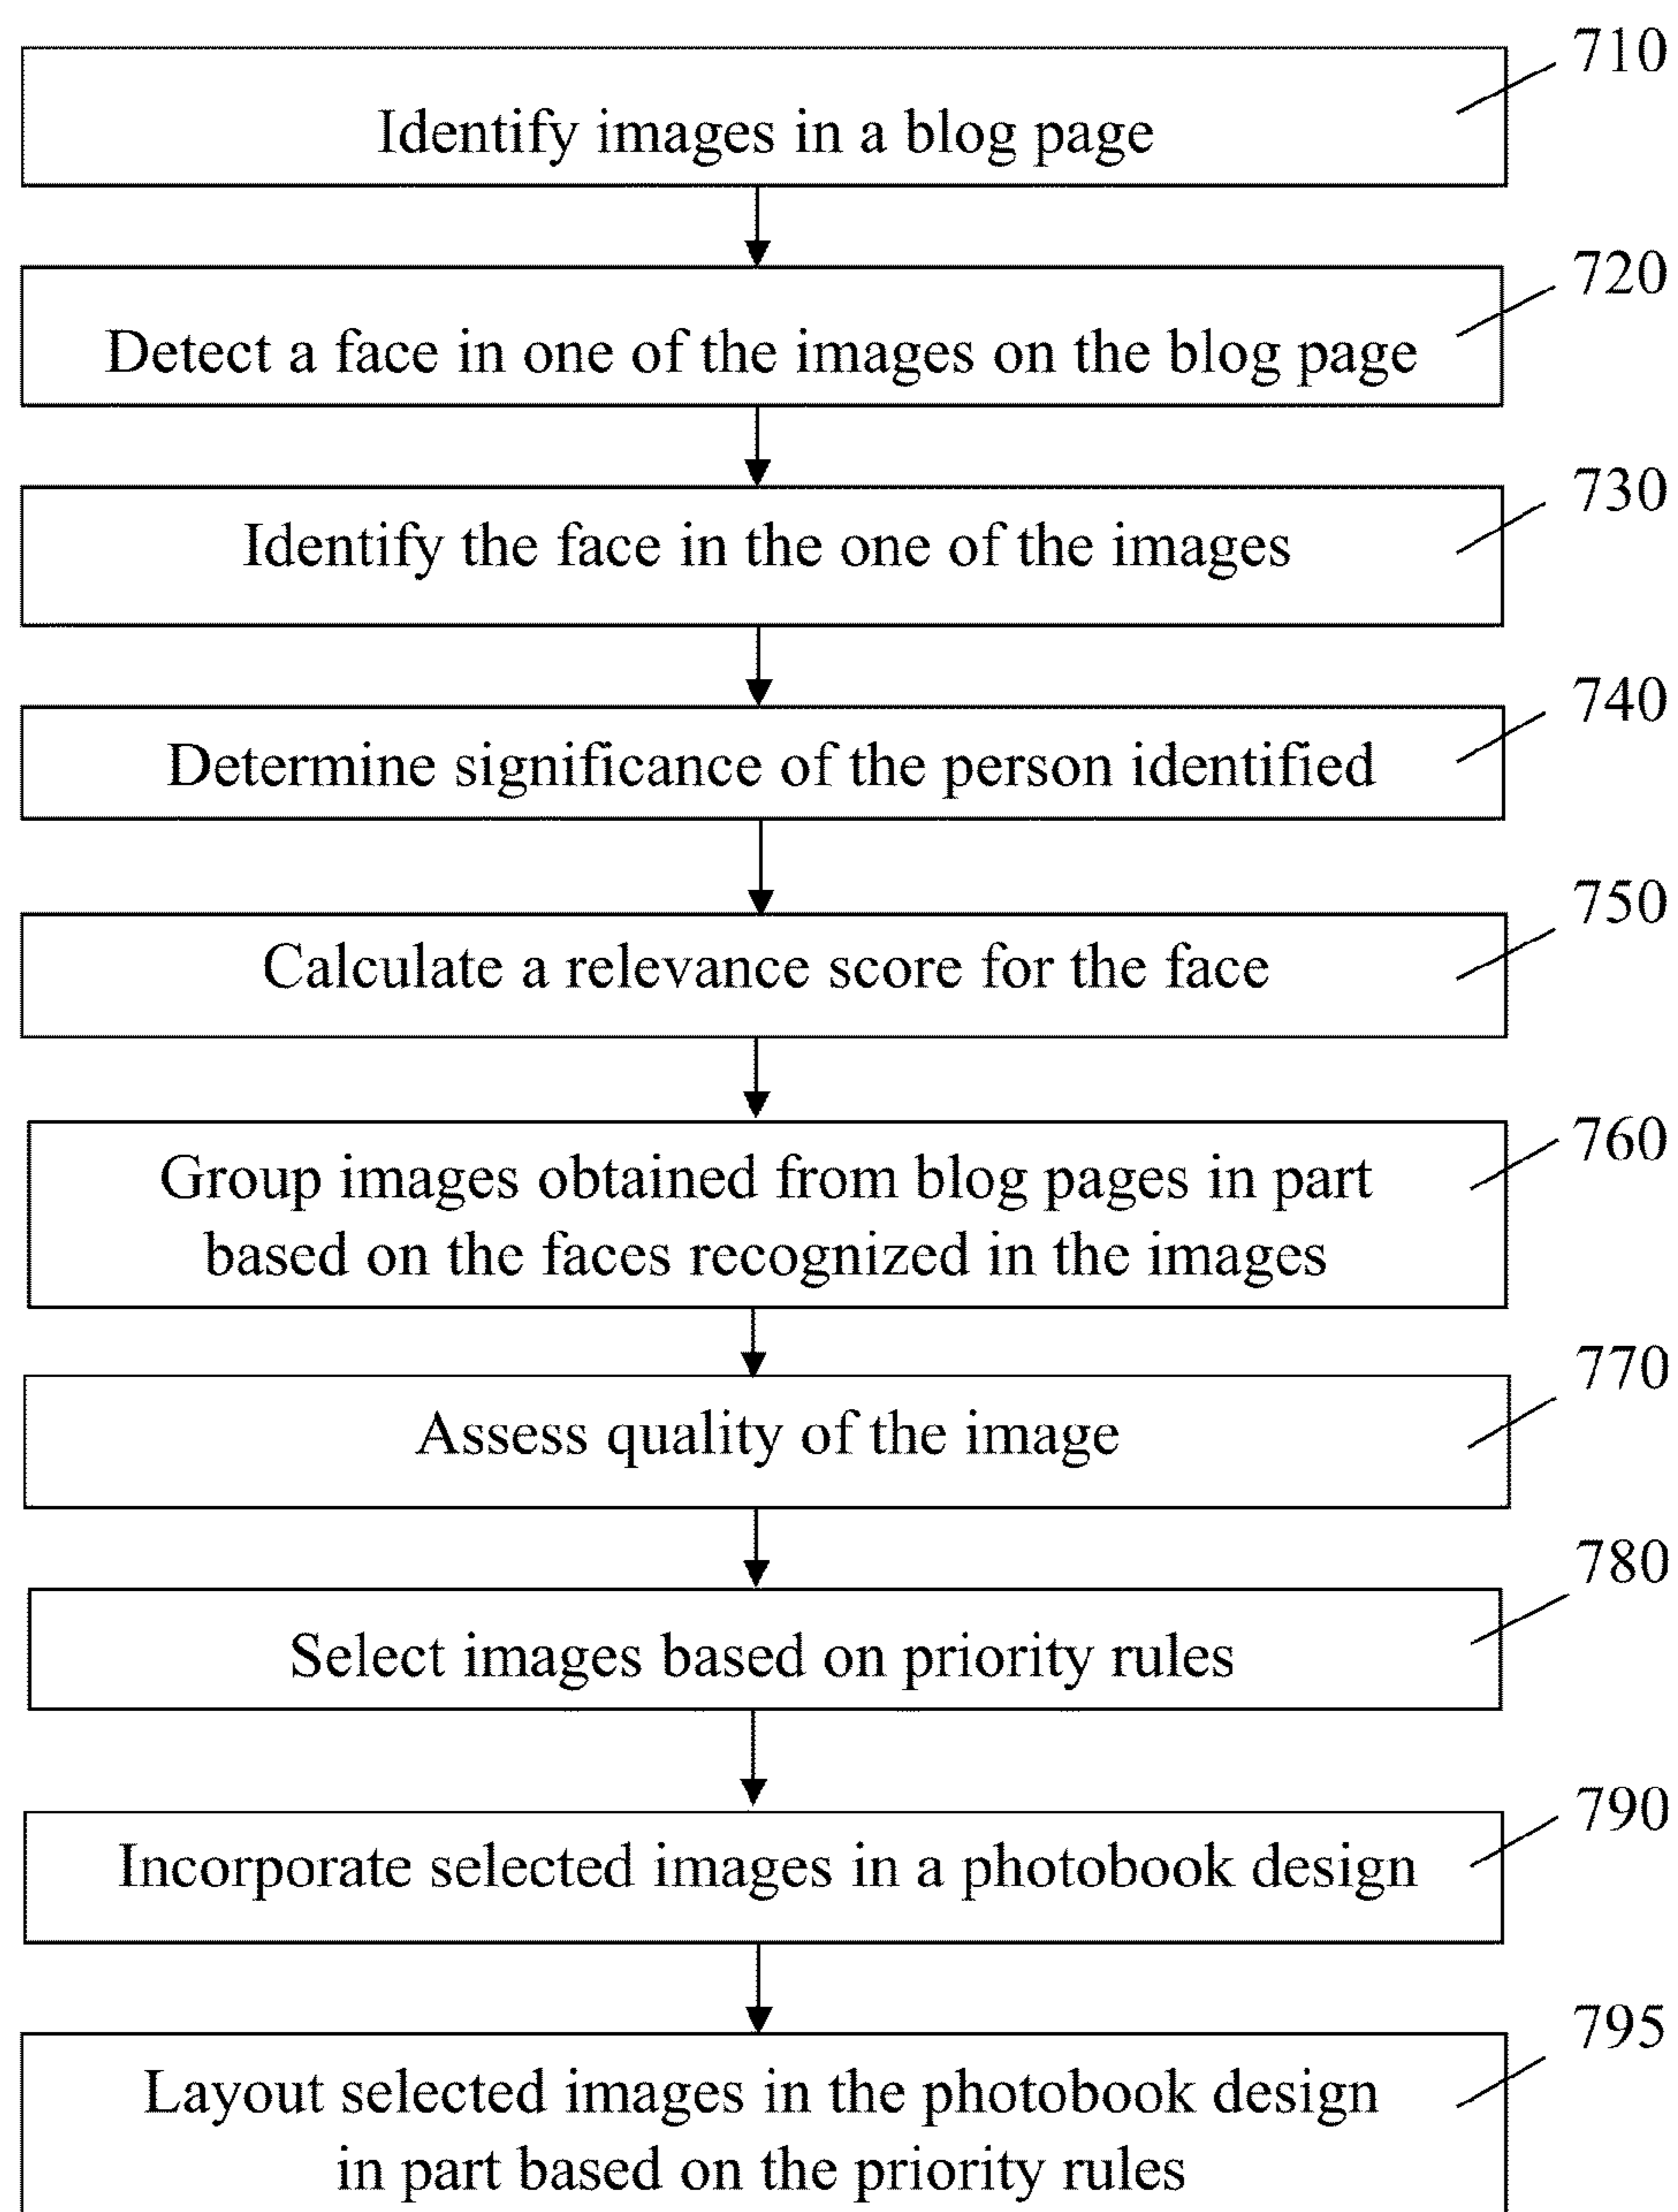 710
Identify images in a blog page
720
Detect a face in one of the images on the blog page
730
Identify the face in the one of the images
740
Determine significance of the person identified
750
Calculate a relevance score for the face
760
Group images obtained from blog pages in part
based on the faces recognized in the images
770
Assess quality of the image
780
Select images based on priority rules
790
Incorporate selected images in a photobook design
795
Layout selected images in the photobook design
in part based on the priority rules